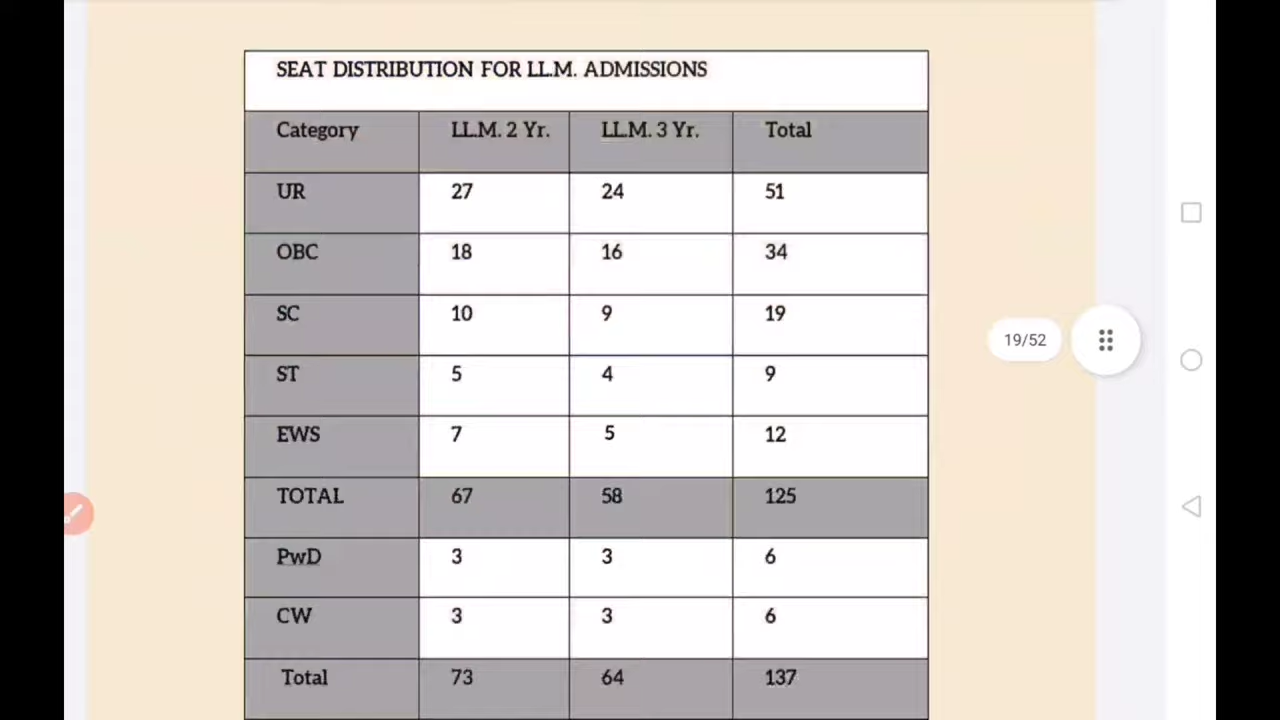 SEAT DISTRIBUTION FOR LL.M. ADMISSIONS
Category LL.M. 2 Yr. LL.M. 3 Yr. Total
UR 27 24 51
OBC 18 16 34
SC 10 9 19
ST 5 4 9
EWS 7 5 12
TOTAL 67 58 125
PwD 3 3 6
CW 3 3 6
Total 73 64 137
19/52